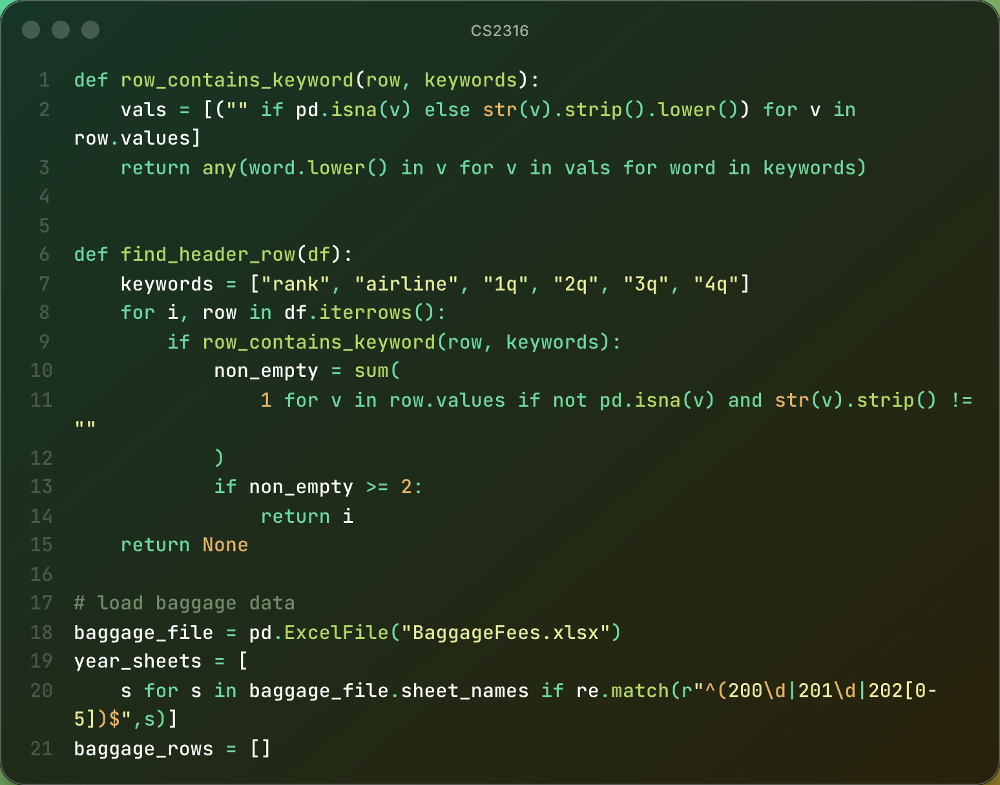 CS2316
1 def row_contains_keyword(row, keywords):
2     vals = [("" if pd.isna(v) else str(v).strip().lower()) for v in
row.values]
3     return any(word.lower() in v for v in vals for word in keywords)
4
5
6 def find_header_row(df):
7     keywords = ["rank", "airline", "1q", "2q", "3q", "4q"]
8     for i, row in df.iterrows():
9         if row_contains_keyword(row, keywords):
10             non_empty = sum(
11                 1 for v in row.values if not pd.isna(v) and str(v).strip() !=
""
12             )
13             if non_empty >= 2:
14                 return i
15     return None
16
17 # load baggage data
18 baggage_file = pd.ExcelFile("BaggageFees.xlsx")
19 year_sheets = [
20     s for s in baggage_file.sheet_names if re.match(r"^(200\d|201\d|202[0-
5])$",s)]
21 baggage_rows = []